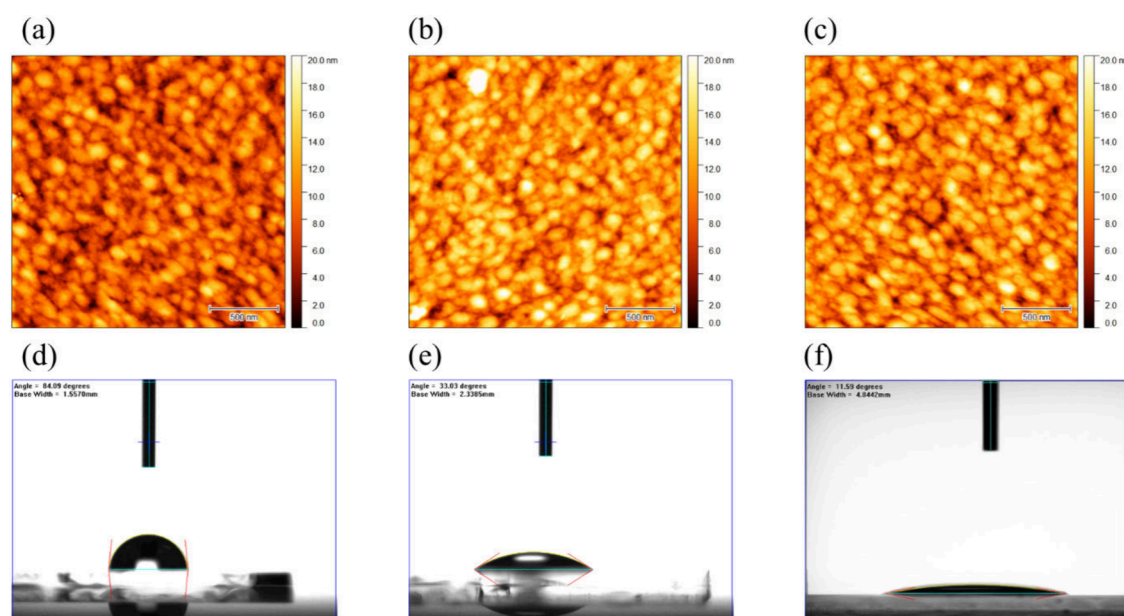 (a)
(b)
(c)
20.0 nm
18.0
16.0
14.0
12.0
10.0
8.0
6.0
4.0
2.0
0.0
500 nm
20.0 nm
18.0
16.0
14.0
12.0
10.0
8.0
6.0
4.0
2.0
0.0
500 nm
20.0 nm
18.0
16.0
14.0
12.0
10.0
8.0
6.0
4.0
2.0
0.0
500 nm
(d)
(e)
(f)
Angle = 84.09 degrees
Base Width = 1.5570mm
Angle = 33.03 degrees
Base Width = 2.3385mm
Angle = 11.59 degrees
Base Width = 4.8442mm